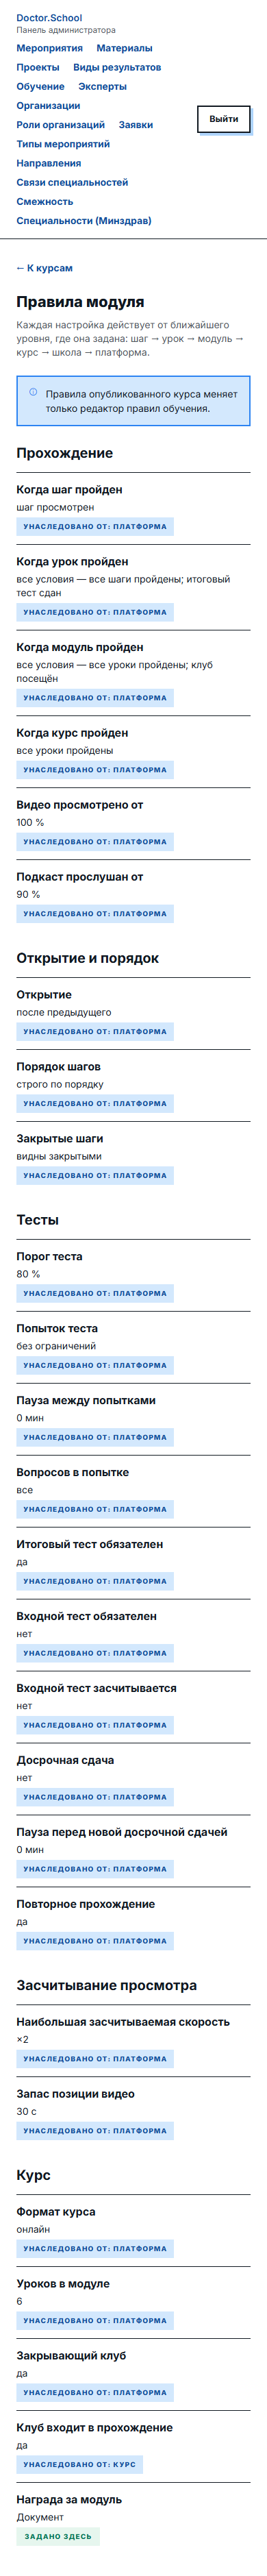 Doctor.School
Панель администратора
Мероприятия Материалы
Проекты Виды результатов
Обучение Эксперты
Организации
Роли организаций Заявки
Типы мероприятий
Направления
Связи специальностей
Смежность
Специальности (Минздрав)
Выйти
← К курсам
Правила модуля
Каждая настройка действует от ближайшего
уровня, где она задана: шаг → урок → модуль →
курс → школа → платформа.
Правила опубликованного курса меняет
только редактор правил обучения.
Прохождение
Когда шаг пройден
шаг просмотрен
УНАСЛЕДОВАНО ОТ: ПЛАТФОРМА
Когда урок пройден
все условия — все шаги пройдены; итоговый
тест сдан
УНАСЛЕДОВАНО ОТ: ПЛАТФОРМА
Когда модуль пройден
все условия — все уроки пройдены; клуб
посещён
УНАСЛЕДОВАНО ОТ: ПЛАТФОРМА
Когда курс пройден
все уроки пройдены
УНАСЛЕДОВАНО ОТ: ПЛАТФОРМА
Видео просмотрено от
100 %
УНАСЛЕДОВАНО ОТ: ПЛАТФОРМА
Подкаст прослушан от
90 %
УНАСЛЕДОВАНО ОТ: ПЛАТФОРМА
Открытие и порядок
Открытие
после предыдущего
УНАСЛЕДОВАНО ОТ: ПЛАТФОРМА
Порядок шагов
строго по порядку
УНАСЛЕДОВАНО ОТ: ПЛАТФОРМА
Закрытые шаги
видны закрытыми
УНАСЛЕДОВАНО ОТ: ПЛАТФОРМА
Тесты
Порог теста
80 %
УНАСЛЕДОВАНО ОТ: ПЛАТФОРМА
Попыток теста
без ограничений
УНАСЛЕДОВАНО ОТ: ПЛАТФОРМА
Пауза между попытками
0 мин
УНАСЛЕДОВАНО ОТ: ПЛАТФОРМА
Вопросов в попытке
все
УНАСЛЕДОВАНО ОТ: ПЛАТФОРМА
Итоговый тест обязателен
да
УНАСЛЕДОВАНО ОТ: ПЛАТФОРМА
Входной тест обязателен
нет
УНАСЛЕДОВАНО ОТ: ПЛАТФОРМА
Входной тест засчитывается
нет
УНАСЛЕДОВАНО ОТ: ПЛАТФОРМА
Досрочная сдача
нет
УНАСЛЕДОВАНО ОТ: ПЛАТФОРМА
Пауза перед новой досрочной сдачей
0 мин
УНАСЛЕДОВАНО ОТ: ПЛАТФОРМА
Повторное прохождение
да
УНАСЛЕДОВАНО ОТ: ПЛАТФОРМА
Засчитывание просмотра
Наибольшая засчитываемая скорость
×2
УНАСЛЕДОВАНО ОТ: ПЛАТФОРМА
Запас позиции видео
30 с
УНАСЛЕДОВАНО ОТ: ПЛАТФОРМА
Курс
Формат курса
онлайн
УНАСЛЕДОВАНО ОТ: ПЛАТФОРМА
Уроков в модуле
6
УНАСЛЕДОВАНО ОТ: ПЛАТФОРМА
Закрывающий клуб
да
УНАСЛЕДОВАНО ОТ: ПЛАТФОРМА
Клуб входит в прохождение
да
УНАСЛЕДОВАНО ОТ: КУРС
Награда за модуль
Документ
ЗАДАНО ЗДЕСЬ